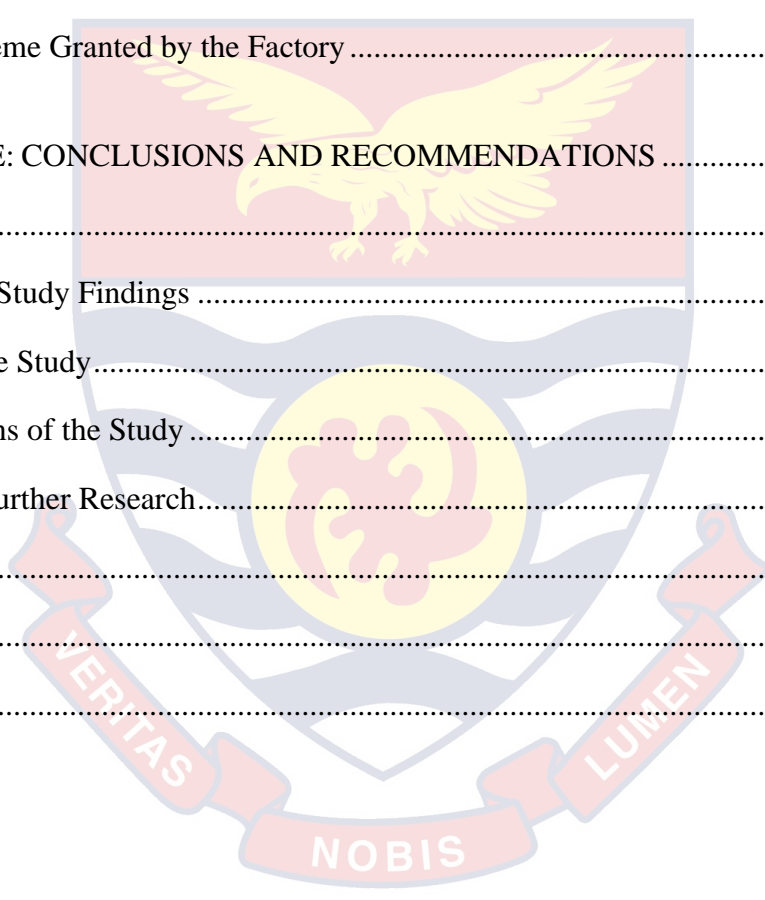 eme Granted by the Factory ..........................................................
E: CONCLUSIONS AND RECOMMENDATIONS ..............
..........................................................................................................
Study Findings ..................................................................................
e Study..............................................................................................
ns of the Study ..................................................................................
urther Research..................................................................................
..........................................................................................................
..........................................................................................................
..........................................................................................................
VERITAS
NOBIS
LUMEN